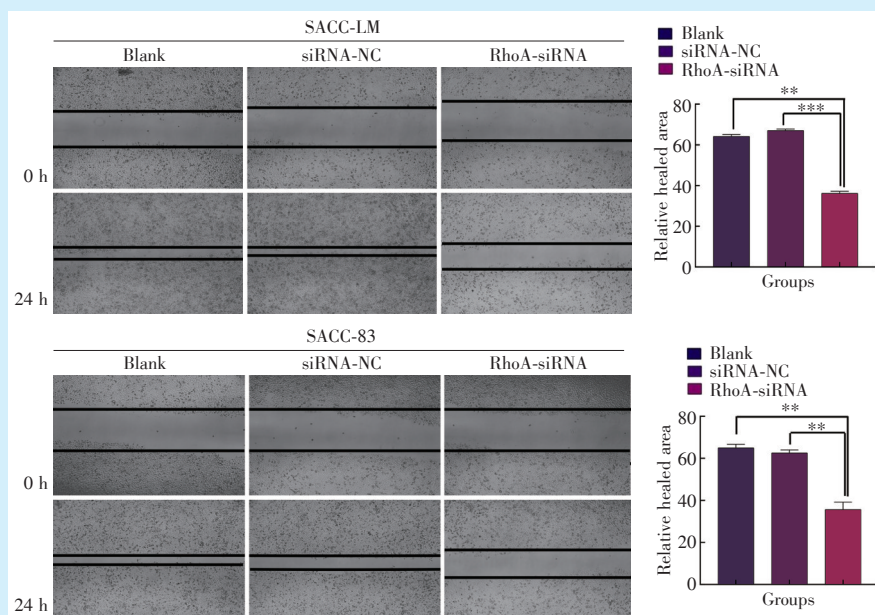 SACC-LM
Blank siRNA-NC RhoA-siRNA
0 h
24 h
Blank
siRNA-NC
RhoA-siRNA
** 
***
80
60
40
20
0
Relative healed area
Groups
SACC-83
Blank siRNA-NC RhoA-siRNA
0 h
24 h
Blank
siRNA-NC
RhoA-siRNA
**
**
80
60
40
20
0
Relative healed area
Groups